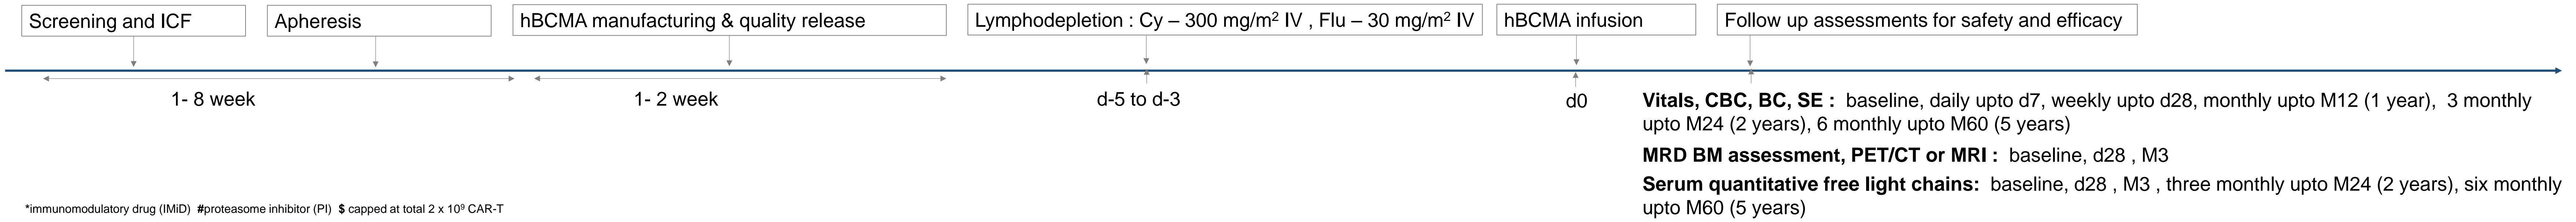 Screening and ICF
Apheresis
hBCMA manufacturing & quality release
Lymphodepletion : Cy – 300 mg/m² IV , Flu – 30 mg/m² IV
hBCMA infusion
Follow up assessments for safety and efficacy
1- 8 week
1- 2 week
d-5 to d-3
d0
Vitals, CBC, BC, SE : baseline, daily upto d7, weekly upto d28, monthly upto M12 (1 year), 3 monthly
upto M24 (2 years), 6 monthly upto M60 (5 years)
MRD BM assessment, PET/CT or MRI : baseline, d28 , M3
Serum quantitative free light chains: baseline, d28 , M3 , three monthly upto M24 (2 years), six monthly
upto M60 (5 years)
*immunomodulatory drug (IMiD) #proteasome inhibitor (PI) $ capped at total 2 x 10⁹ CAR-T